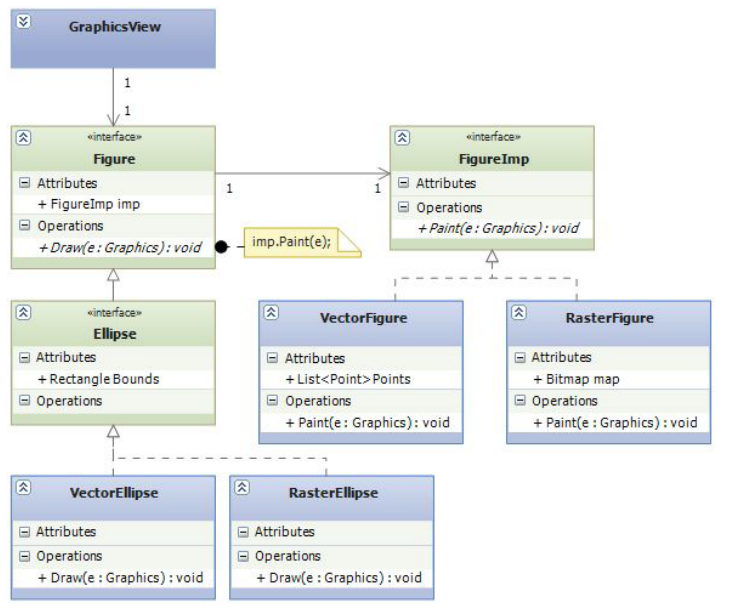 GraphicsView
1
1
«interface»
Figure
Attributes
+ FigureImp imp
Operations
+ Draw(e : Graphics) : void
1
1
imp.Paint(e);
«interface»
FigureImp
Attributes
Operations
+ Paint(e : Graphics) : void
«interface»
Ellipse
Attributes
+ Rectangle Bounds
Operations
VectorFigure
Attributes
+ List<Point> Points
Operations
+ Paint(e : Graphics) : void
RasterFigure
Attributes
+ Bitmap map
Operations
+ Paint(e : Graphics) : void
VectorEllipse
Attributes
Operations
+ Draw(e : Graphics) : void
RasterEllipse
Attributes
Operations
+ Draw(e : Graphics) : void